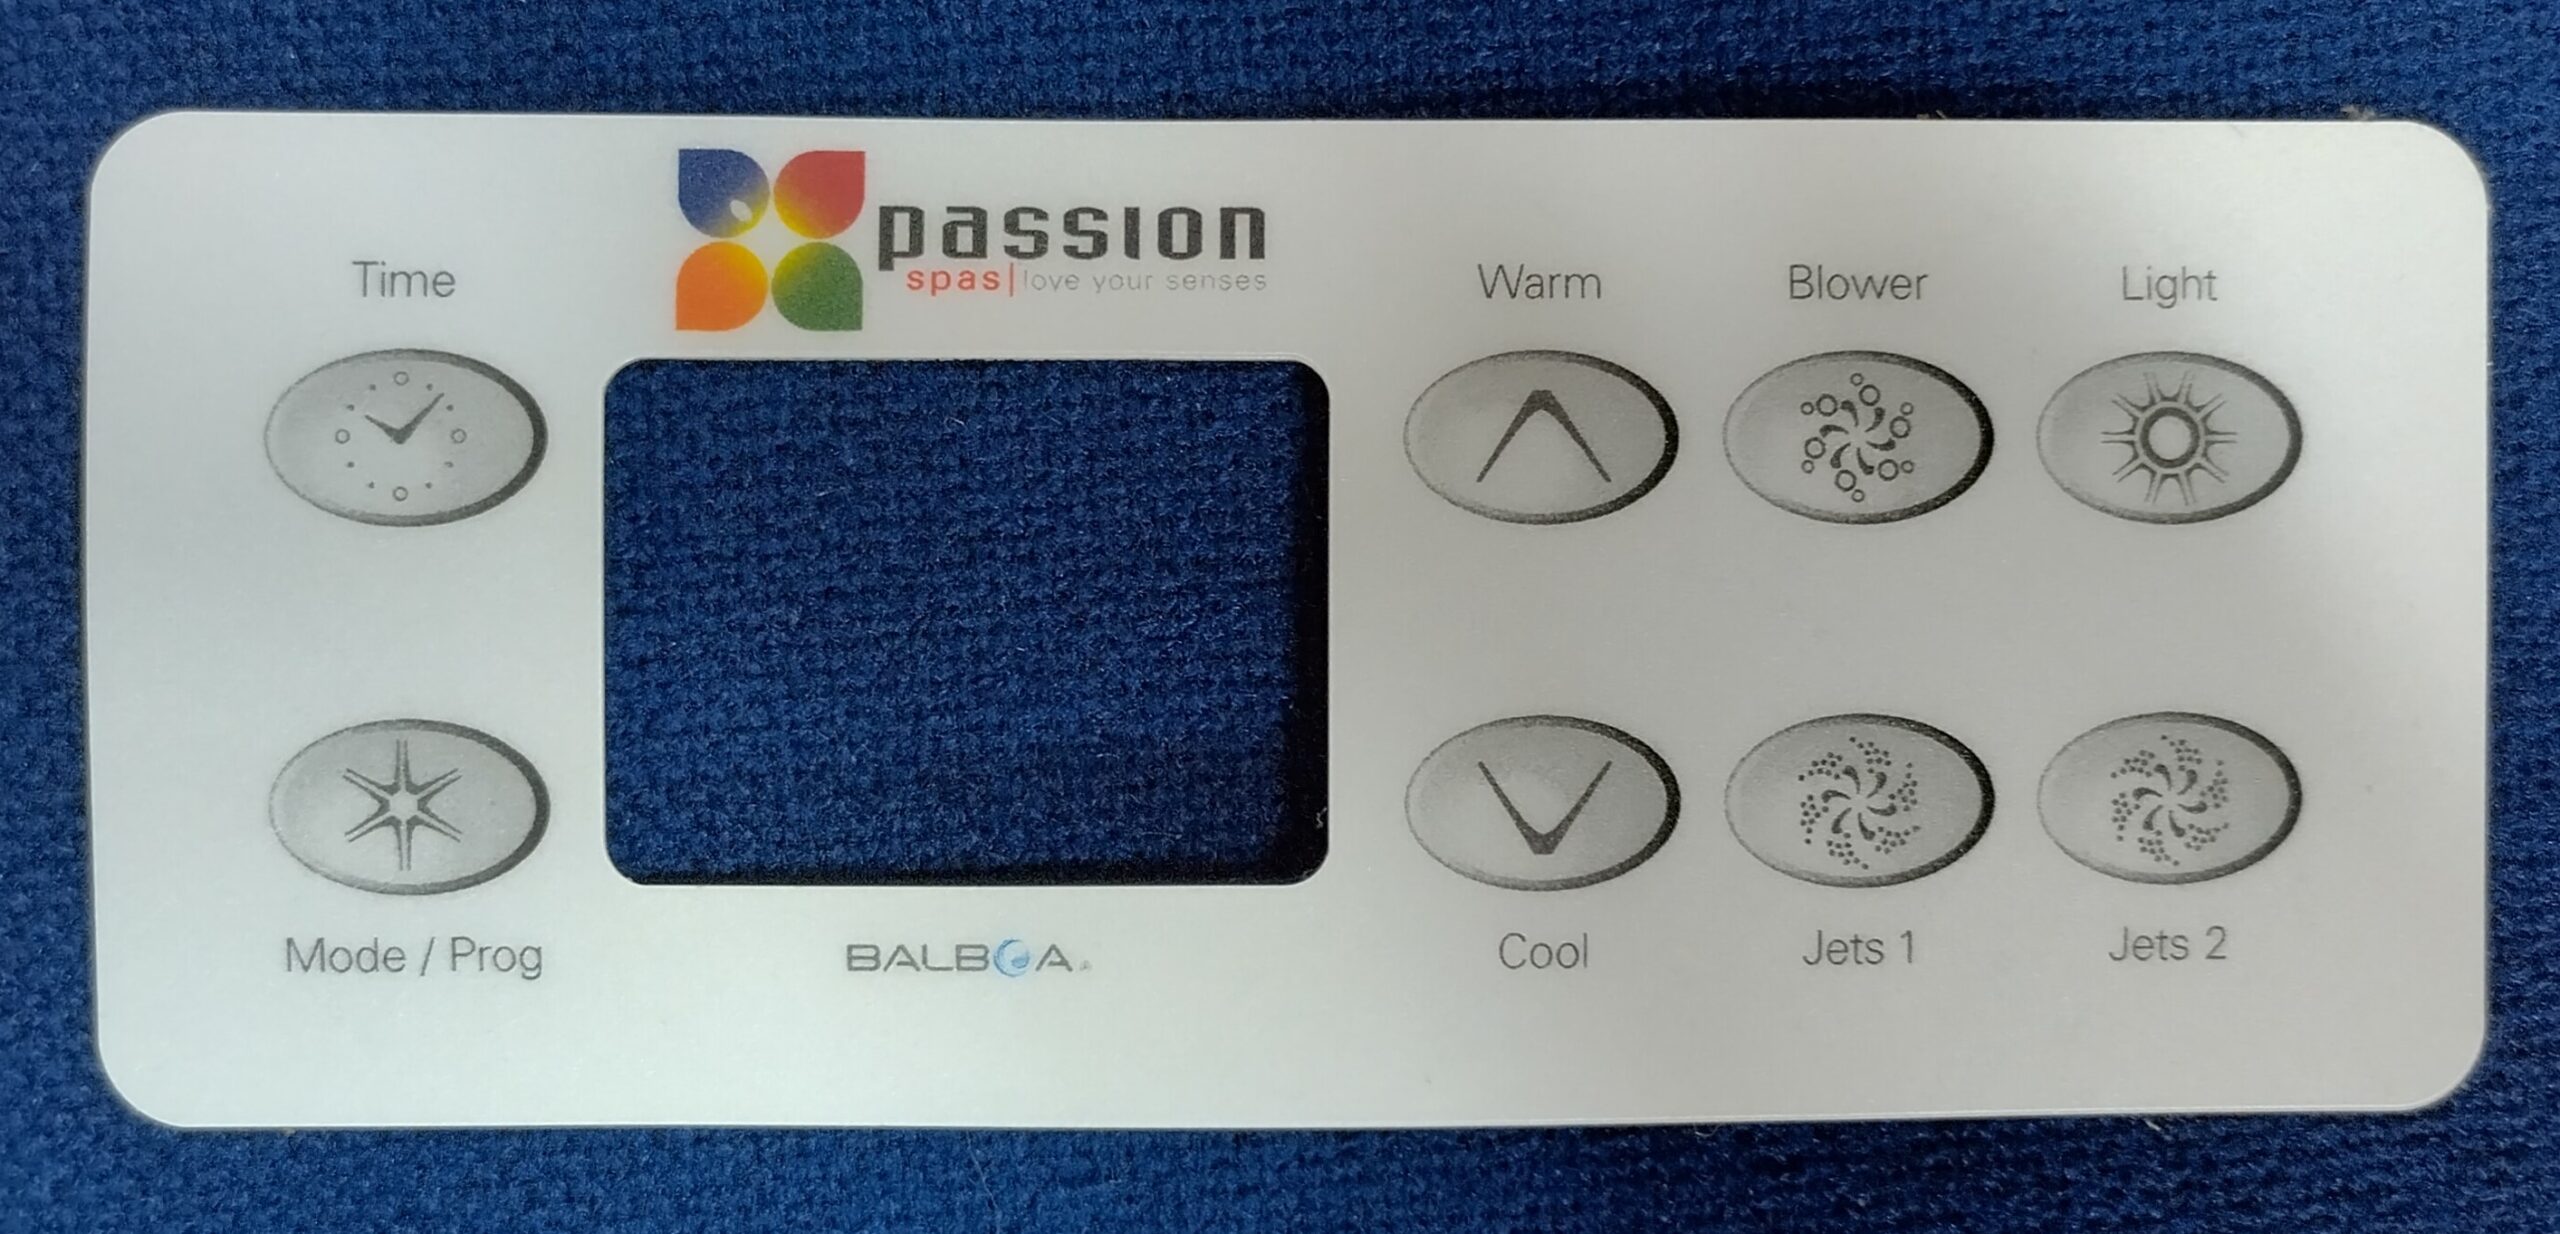 passion
spas|love your senses
Time
Warm
Blower
Light
Mode / Prog
BALBOA
Cool
Jets 1
Jets 2